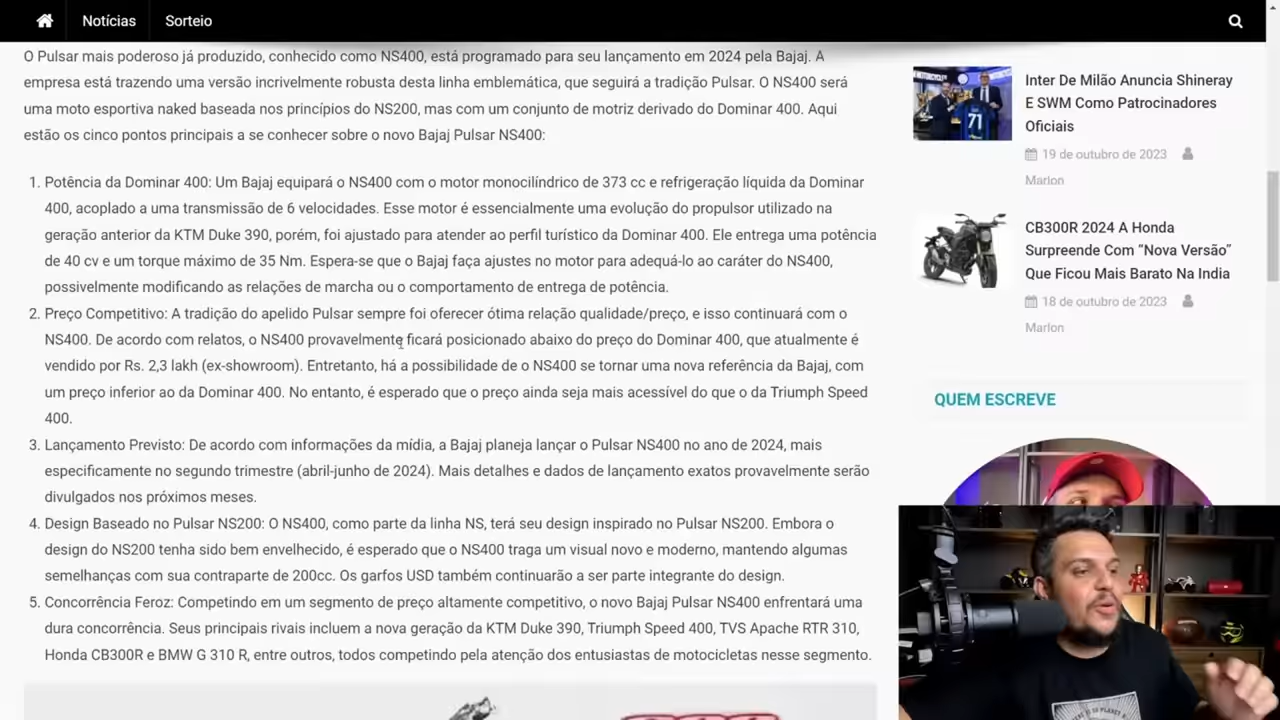 Notícias
Sorteio
O Pulsar mais poderoso já produzido, conhecido como NS400, está programado para seu lançamento em 2024 pela Bajaj. A
empresa está trazendo uma versão incrivelmente robusta desta linha emblemática, que seguirá a tradição Pulsar. O NS400 será
uma moto esportiva naked baseada nos princípios do NS200, mas com um conjunto de motriz derivado do Dominar 400. Aqui
estão os cinco pontos principais a se conhecer sobre o novo Bajaj Pulsar NS400:
1. Potência da Dominar 400: Um Bajaj equipará o NS400 com o motor monocilíndrico de 373 cc e refrigeração líquida da Dominar
400, acoplado a uma transmissão de 6 velocidades. Esse motor é essencialmente uma evolução do propulsor utilizado na
geração anterior da KTM Duke 390, porém, foi ajustado para atender ao perfil turístico da Dominar 400. Ele entrega uma potência
de 40 cv e um torque máximo de 35 Nm. Espera-se que o Bajaj faça ajustes no motor para adequá-lo ao caráter do NS400,
possivelmente modificando as relações de marcha ou o comportamento de entrega de potência.
2. Preço Competitivo: A tradição do apelido Pulsar sempre foi oferecer ótima relação qualidade/preço, e isso continuará com o
NS400. De acordo com relatos, o NS400 provavelmente ficará posicionado abaixo do preço do Dominar 400, que atualmente é
vendido por Rs. 2,3 lakh (ex-showroom). Entretanto, há a possibilidade de o NS400 se tornar uma nova referência da Bajaj, com
um preço inferior ao da Dominar 400. No entanto, é esperado que o preço ainda seja mais acessível do que o da Triumph Speed
400.
3. Lançamento Previsto: De acordo com informações da mídia, a Bajaj planeja lançar o Pulsar NS400 no ano de 2024, mais
especificamente no segundo trimestre (abril-junho de 2024). Mais detalhes e dados de lançamento exatos provavelmente serão
divulgados nos próximos meses.
4. Design Baseado no Pulsar NS200: O NS400, como parte da linha NS, terá seu design inspirado no Pulsar NS200. Embora o
design do NS200 tenha sido bem envelhecido, é esperado que o NS400 traga um visual novo e moderno, mantendo algumas
semelhanças com sua contraparte de 200cc. Os garfos USD também continuarão a ser parte integrante do design.
5. Concorrência Feroz: Competindo em um segmento de preço altamente competitivo, o novo Bajaj Pulsar NS400 enfrentará uma
dura concorrência. Seus principais rivais incluem a nova geração da KTM Duke 390, Triumph Speed 400, TVS Apache RTR 310,
Honda CB300R e BMW G 310 R, entre outros, todos competindo pela atenção dos entusiastas de motocicletas nesse segmento.
71
Inter De Milão Anuncia Shineray
E SWM Como Patrocinadores
Oficiais
19 de outubro de 2023
Marlon
CB300R 2024 A Honda
Surpreende Com “Nova Versão”
Que Ficou Mais Barato Na India
18 de outubro de 2023
Marlon
QUEM ESCREVE